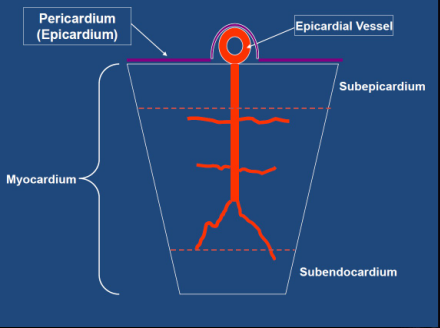 Pericardium
(Epicardium)
Epicardial Vessel
Subepicardium
Myocardium
Subendocardium